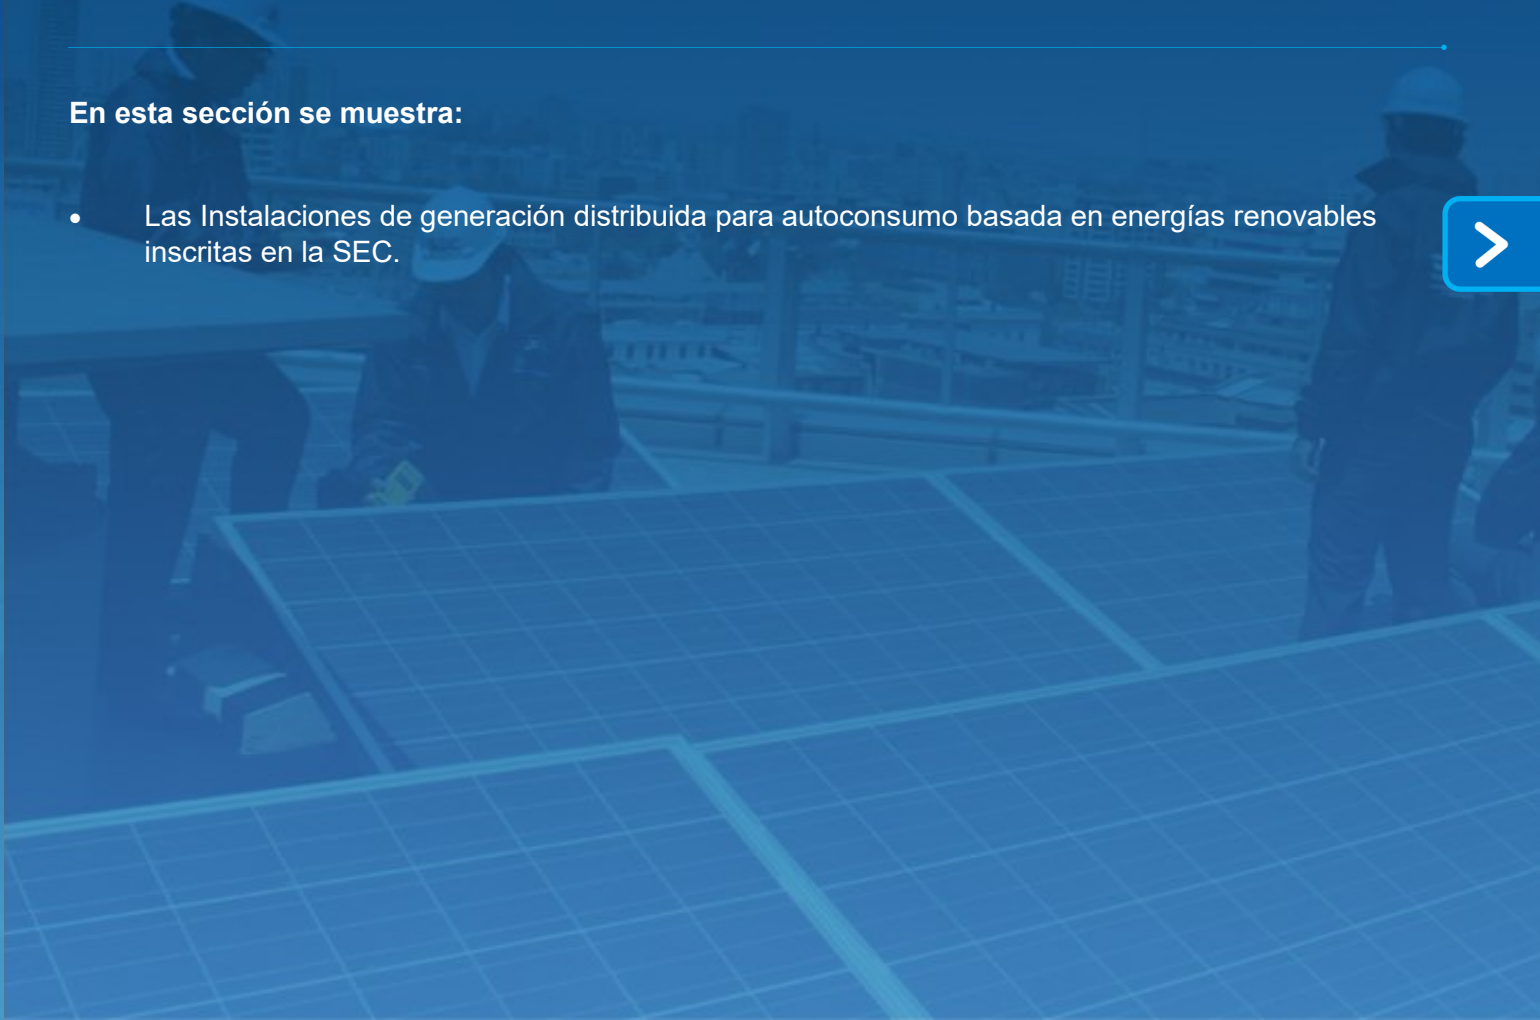 En esta sección se muestra:
• Las Instalaciones de generación distribuida para autoconsumo basada en energías renovables
inscritas en la SEC.